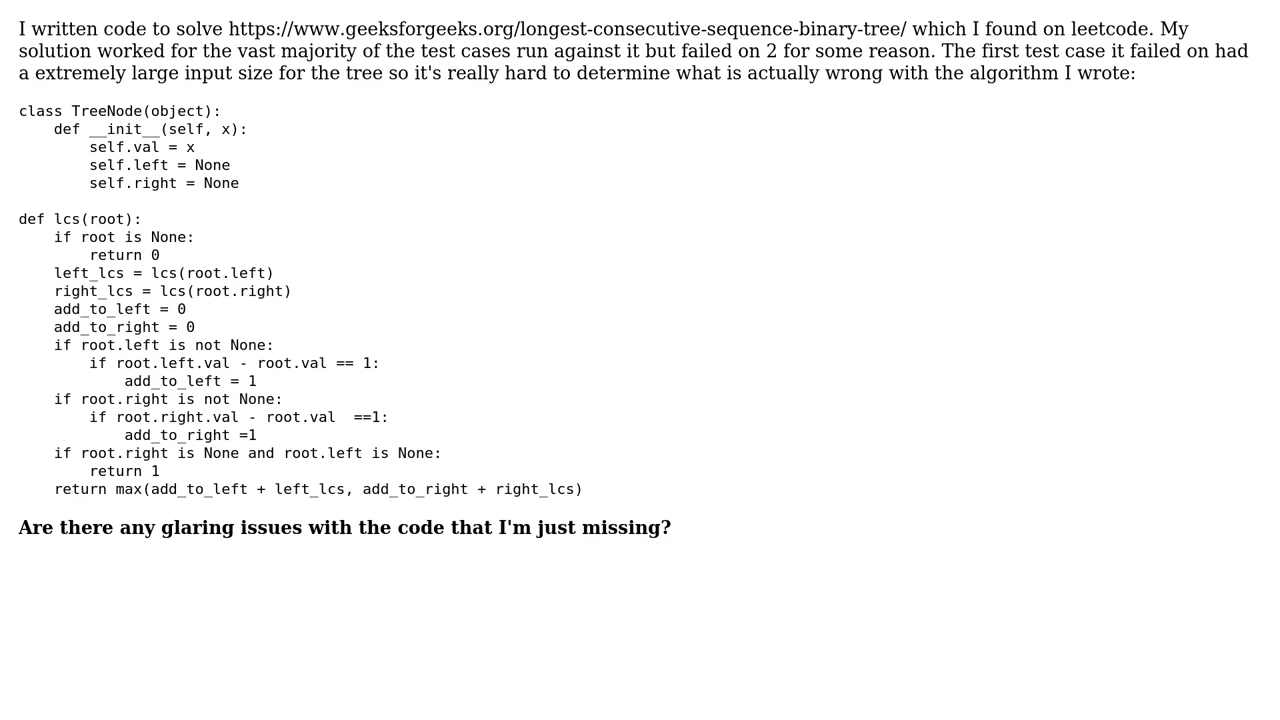 I written code to solve https://www.geeksforgeeks.org/longest-consecutive-sequence-binary-tree/ which I found on leetcode. My
solution worked for the vast majority of the test cases run against it but failed on 2 for some reason. The first test case it failed on had
a extremely large input size for the tree so it's really hard to determine what is actually wrong with the algorithm I wrote:
class TreeNode(object):
    def __init__(self, x):
        self.val = x
        self.left = None
        self.right = None

def lcs(root):
    if root is None:
        return 0
    left_lcs = lcs(root.left)
    right_lcs = lcs(root.right)
    add_to_left = 0
    add_to_right = 0
    if root.left is not None:
        if root.left.val - root.val == 1:
            add_to_left = 1
    if root.right is not None:
        if root.right.val - root.val  ==1:
            add_to_right =1
    if root.right is None and root.left is None:
        return 1
    return max(add_to_left + left_lcs, add_to_right + right_lcs)
Are there any glaring issues with the code that I'm just missing?